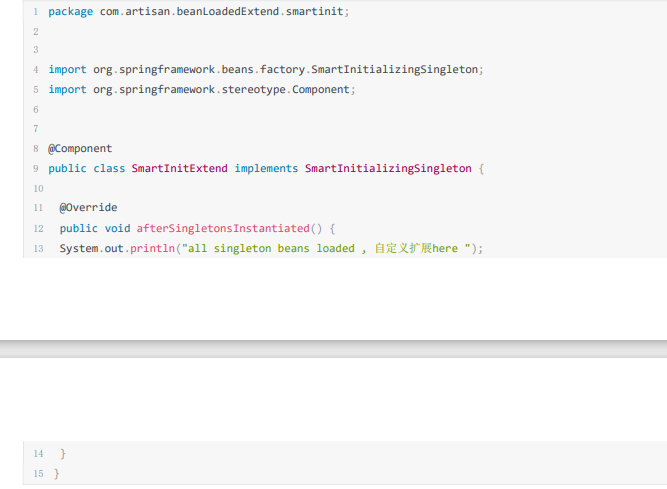 1 package com.artisan.beanLoadedExtend.smartinit;
2
3
4 import org.springframework.beans.factory.SmartInitializingSingleton;
5 import org.springframework.stereotype.Component;
6
7
8 @Component
9 public class SmartInitExtend implements SmartInitializingSingleton {
10
11 @Override
12 public void afterSingletonsInstantiated() {
13 System.out.println("all singleton beans loaded , 自定义扩展here ");
14 }
15 }